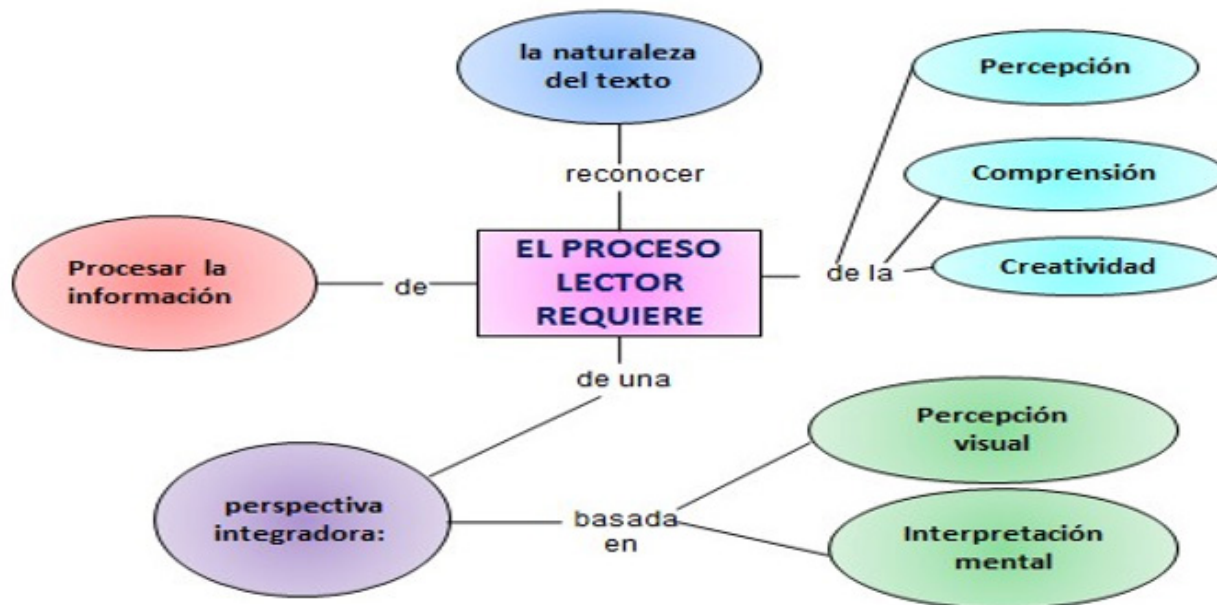 la naturaleza
del texto
Percepción
reconocer
Comprensión
EL PROCESO
LECTOR
REQUIERE
Procesar la
información
de
de la
Creatividad
de una
Percepción
visual
perspectiva
integradora:
basada
en
Interpretación
mental